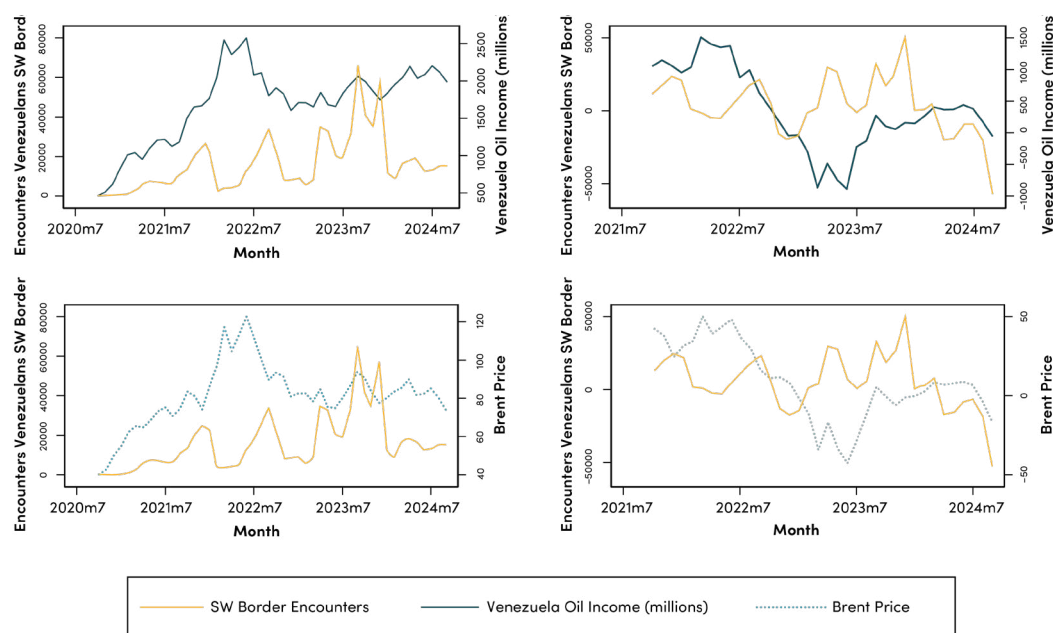 Encounters Venezuelans SW Bord
80000
60000
40000
20000
0
2500
2000
1500
1000
500
Venezuela Oil Income (millions
2020m7 2021m7 2022m7 2023m7 2024m7
Month
Encounters Venezuelans SW Bord
50000
0
−50000
1500
1000
500
0
−500
−1000
Venezuela Oil Income (millions
2021m7 2022m7 2023m7 2024m7
Month
Encounters Venezuelans SW Border
80000
600000
400000
20000
0
120
100
80
60
40
Brent Price
2020m7 2021m7 2022m7 2023m7 2024m7
Month
Encounters Venezuelans SW Border
50000
0
−50000
50
0
−50
Brent Price
2021m7 2022m7 2023m7 2024m7
Month
SW Border Encounters Venezuela Oil Income (millions) Brent Price